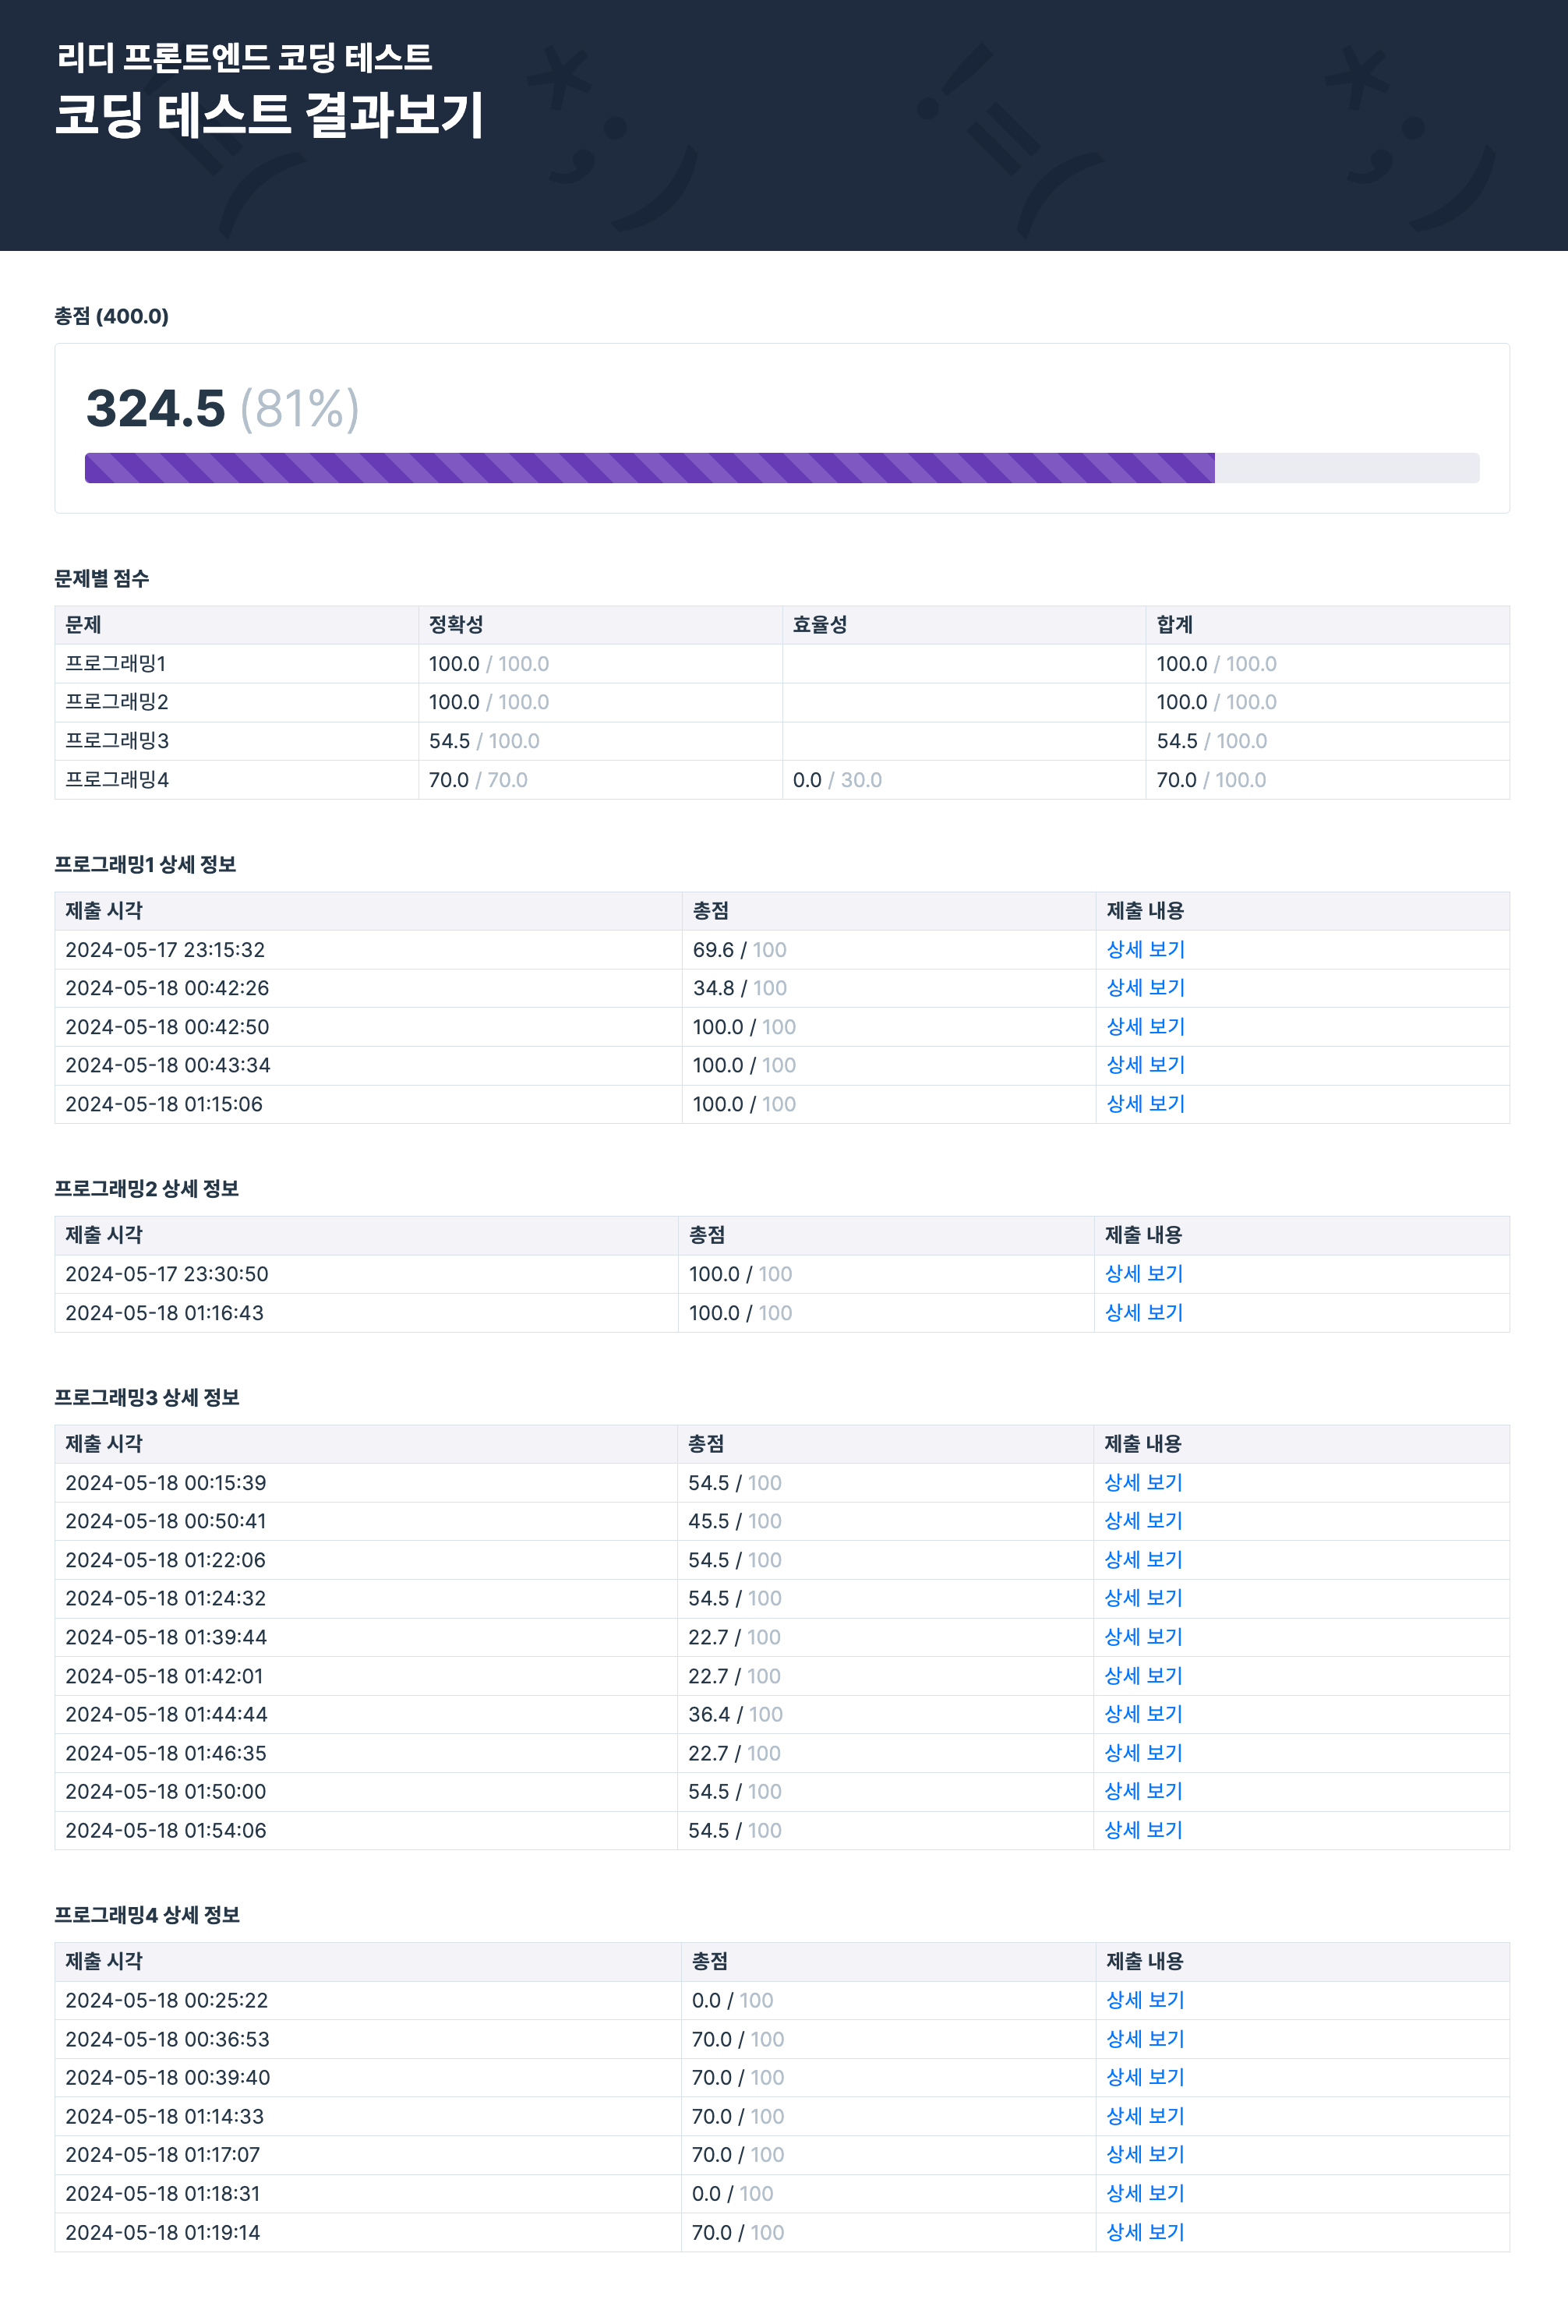 리디 프론트엔드 코딩 테스트
코딩 테스트 결과보기
총점 (400.0)
324.5 (81%)
문제별 점수
문제 정확성 효율성 합계
프로그래밍1 100.0 / 100.0 100.0 / 100.0
프로그래밍2 100.0 / 100.0 100.0 / 100.0
프로그래밍3 54.5 / 100.0 54.5 / 100.0
프로그래밍4 70.0 / 70.0 0.0 / 30.0 70.0 / 100.0
프로그래밍1 상세 정보
제출 시각 총점 제출 내용
2024-05-17 23:15:32 69.6 / 100 상세 보기
2024-05-18 00:42:26 34.8 / 100 상세 보기
2024-05-18 00:42:50 100.0 / 100 상세 보기
2024-05-18 00:43:34 100.0 / 100 상세 보기
2024-05-18 01:15:06 100.0 / 100 상세 보기
프로그래밍2 상세 정보
제출 시각 총점 제출 내용
2024-05-17 23:30:50 100.0 / 100 상세 보기
2024-05-18 01:16:43 100.0 / 100 상세 보기
프로그래밍3 상세 정보
제출 시각 총점 제출 내용
2024-05-18 00:15:39 54.5 / 100 상세 보기
2024-05-18 00:50:41 45.5 / 100 상세 보기
2024-05-18 01:22:06 54.5 / 100 상세 보기
2024-05-18 01:24:32 54.5 / 100 상세 보기
2024-05-18 01:39:44 22.7 / 100 상세 보기
2024-05-18 01:42:01 22.7 / 100 상세 보기
2024-05-18 01:44:44 36.4 / 100 상세 보기
2024-05-18 01:46:35 22.7 / 100 상세 보기
2024-05-18 01:50:00 54.5 / 100 상세 보기
2024-05-18 01:54:06 54.5 / 100 상세 보기
프로그래밍4 상세 정보
제출 시각 총점 제출 내용
2024-05-18 00:25:22 0.0 / 100 상세 보기
2024-05-18 00:36:53 70.0 / 100 상세 보기
2024-05-18 00:39:40 70.0 / 100 상세 보기
2024-05-18 01:14:33 70.0 / 100 상세 보기
2024-05-18 01:17:07 70.0 / 100 상세 보기
2024-05-18 01:18:31 0.0 / 100 상세 보기
2024-05-18 01:19:14 70.0 / 100 상세 보기